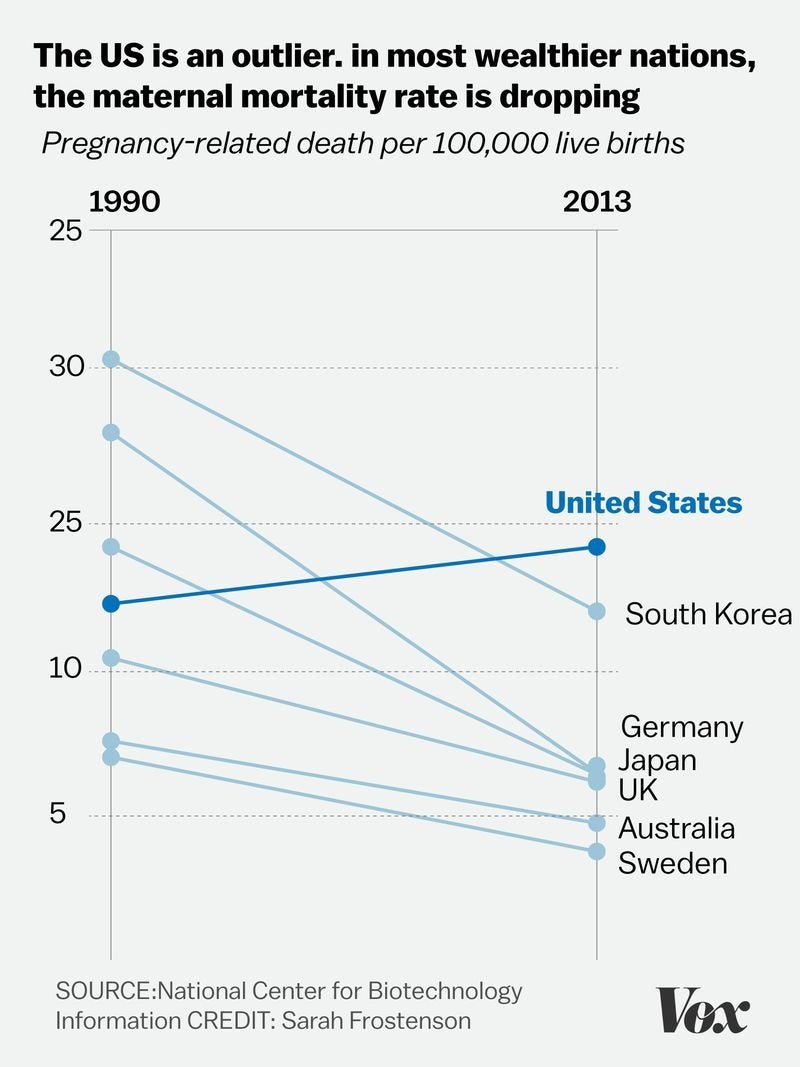 The US is an outlier. in most wealthier nations,
the maternal mortality rate is dropping
Pregnancy-related death per 100,000 live births
1990 2013
25
30
25
United States
South Korea
10
Germany
Japan
UK
5
Australia
Sweden
SOURCE:National Center for Biotechnology
Information CREDIT: Sarah Frostenson
Vox